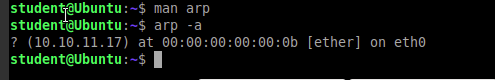 student@Ubuntu:~$ man arp
student@Ubuntu:~$ arp -a
? (10.10.11.17) at 00:00:00:00:00:0b [ether] on eth0
student@Ubuntu:~$